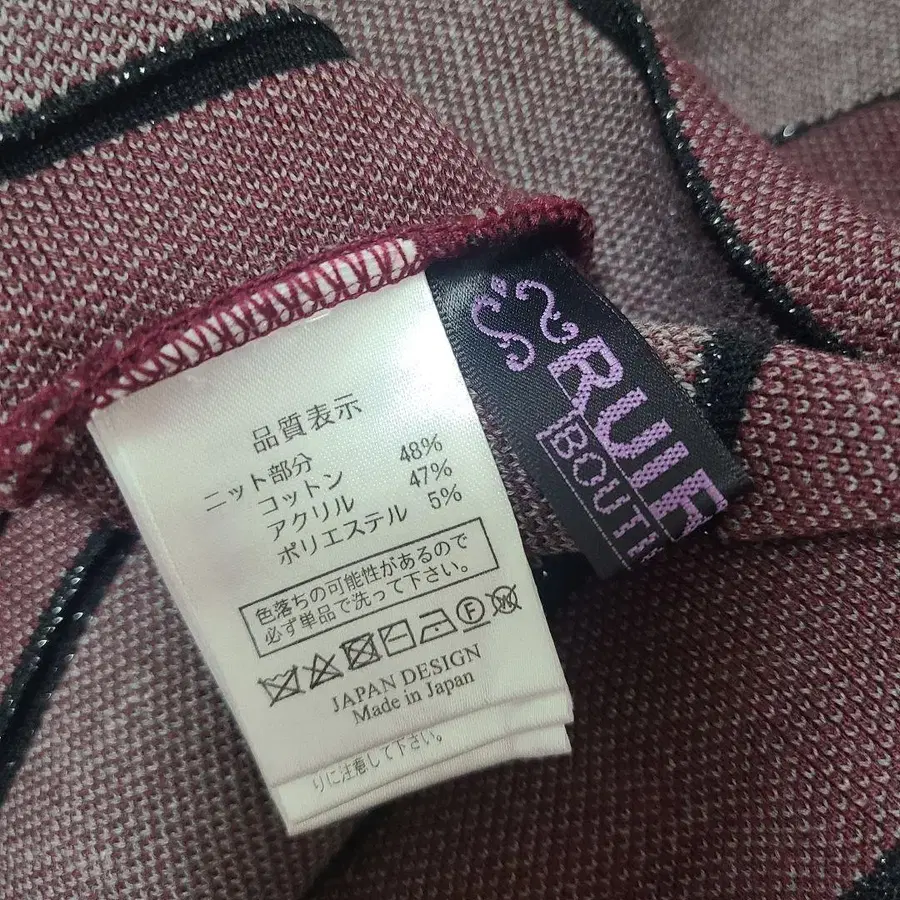 品質表示
ニット部分
コットン 48%
アクリル 47%
ポリエステル 5%
色落ちの可能性があるので
必ず単品で洗って下さい。
F W
JAPAN DESIGN
Made in Japan
りに注意して下さい。
RUIF
BOUT